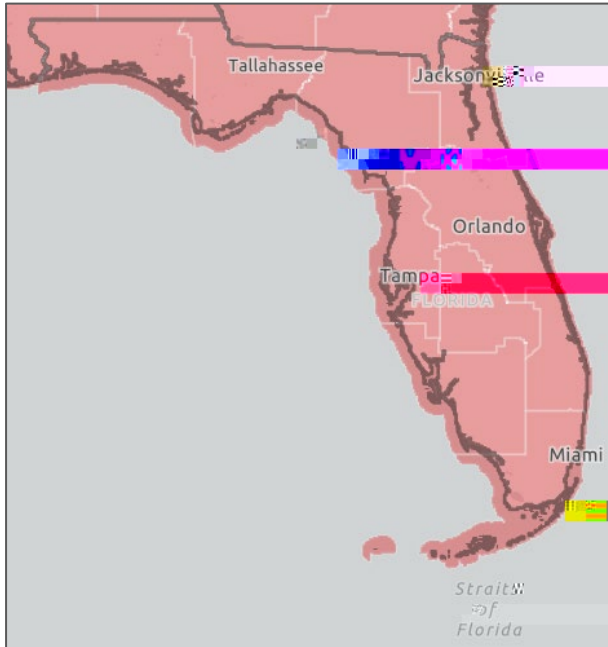 Tallahassee
Orlando
Tampa
FLORIDA
Miami
of
Florida